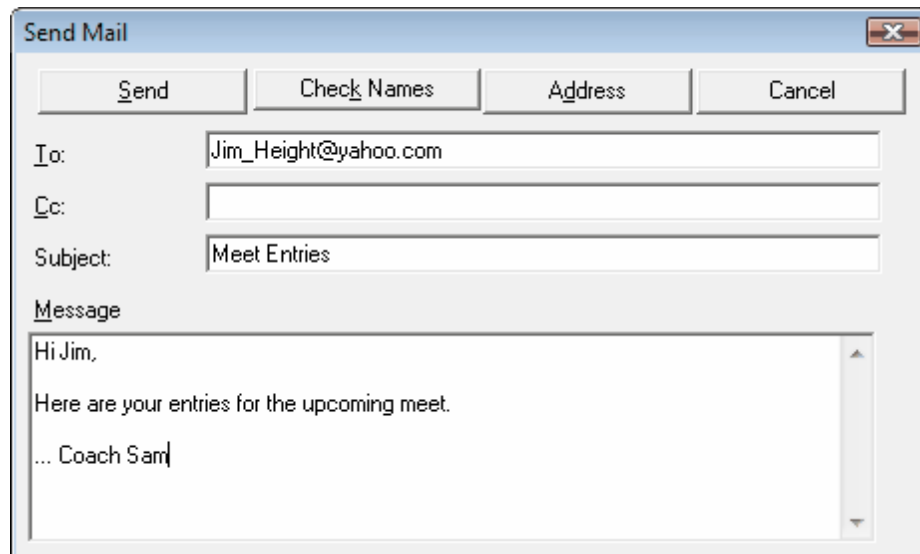 Send Mail
Send Check Names Address Cancel
To: Jim_Height@yahoo.com
Cc:
Subject: Meet Entries
Message
Hi Jim,
Here are your entries for the upcoming meet.
... Coach Sam